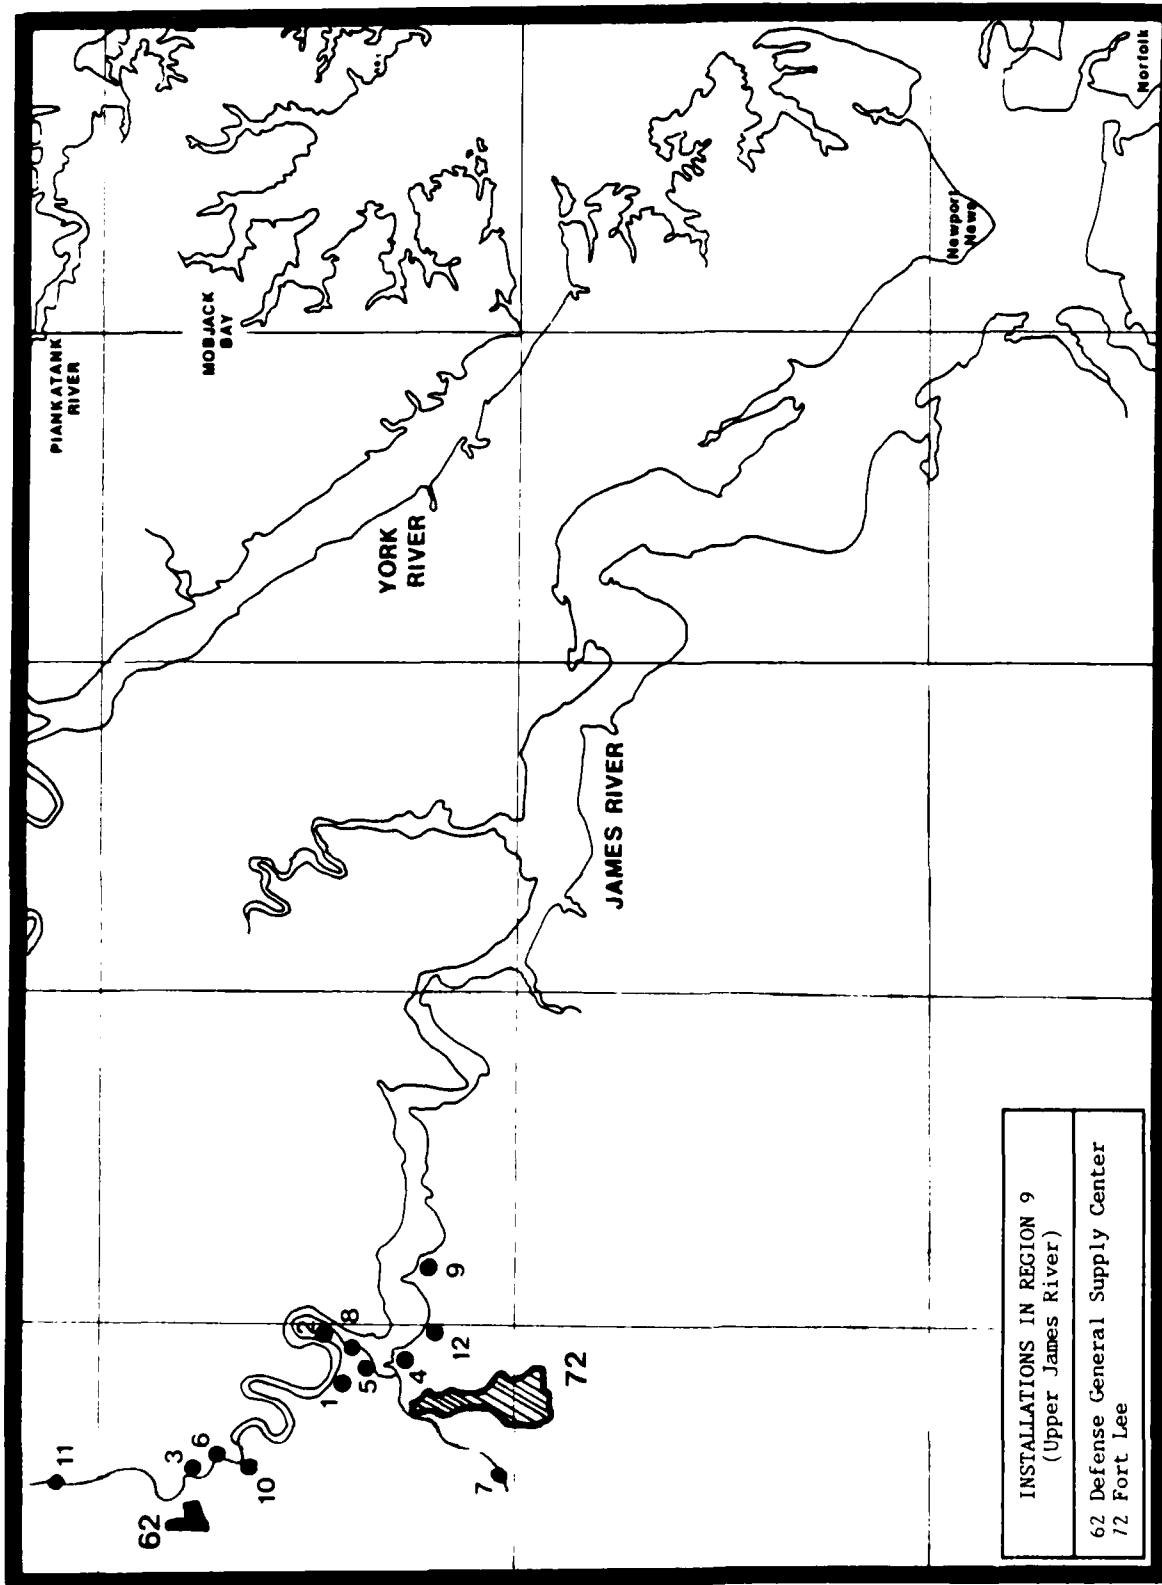 PIANKATANK
RIVER
MOBJACK
BAY
YORK
RIVER
JAMES RIVER
Newport
News
Norfolk
11
62
3
6
10
2
8
1
5
4
12
9
7
72
INSTALLATIONS IN REGION 9
(Upper James River)
62 Defense General Supply Center
72 Fort Lee